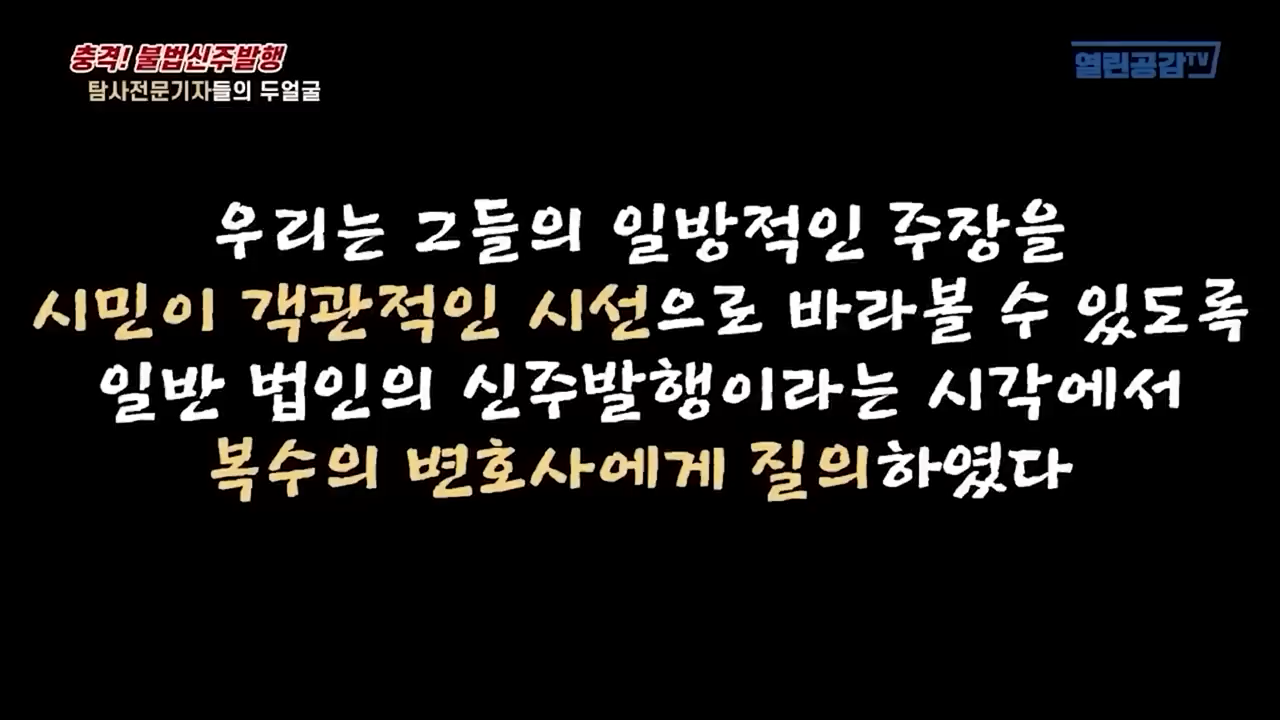 충격! 불법신주발행
탐사전문기자들의 두얼굴
열린공감TV
우리는 그들의 일방적인 주장을
시민이 객관적인 시선으로 바라볼 수 있도록
일반 법인의 신주발행이라는 시각에서
복수의 변호사에게 질의하였다